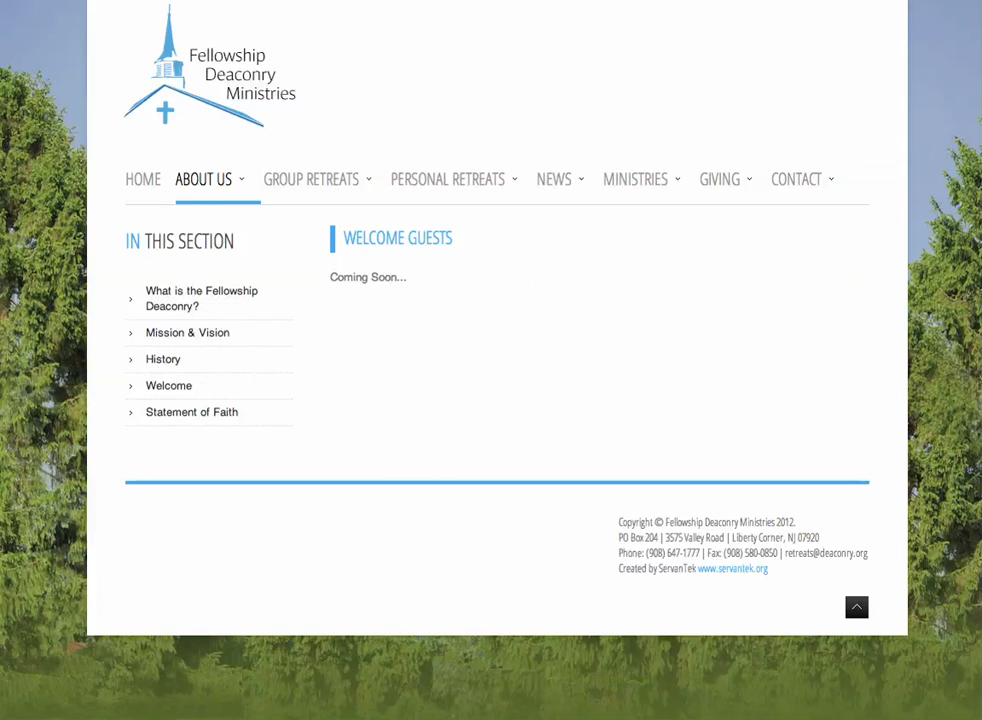 Fellowship
Deaconry
Ministries
HOME ABOUT US GROUP RETREATS PERSONAL RETREATS NEWS MINISTRIES GIVING CONTACT
IN THIS SECTION
What is the Fellowship
Deaconry?
Mission & Vision
History
Welcome
Statement of Faith
WELCOME GUESTS
Coming Soon...
Copyright © Fellowship Deaconry Ministries 2012.
PO Box 204 | 3575 Valley Road | Liberty Corner, NJ 07920
Phone: (908) 647-1777 | Fax: (908) 580-0850 | retreats@deaconry.org
Created by ServanTek www.servantek.org